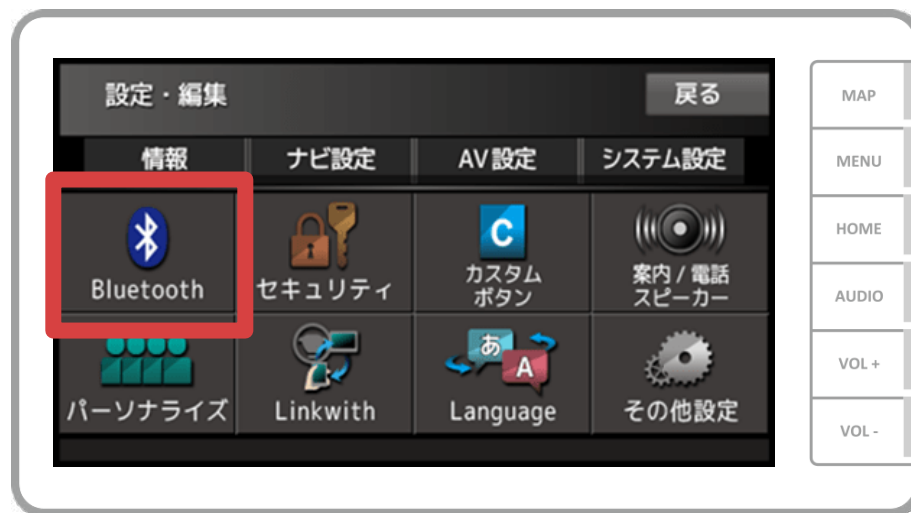 設定・編集
戻る
情報
ナビ設定
AV設定
システム設定
Bluetooth
セキュリティ
C
カスタム
ボタン
案内 / 電話
スピーカー
パーソナライズ
Linkwith
あ
A
Language
その他設定
MAP
MENU
HOME
AUDIO
VOL +
VOL -